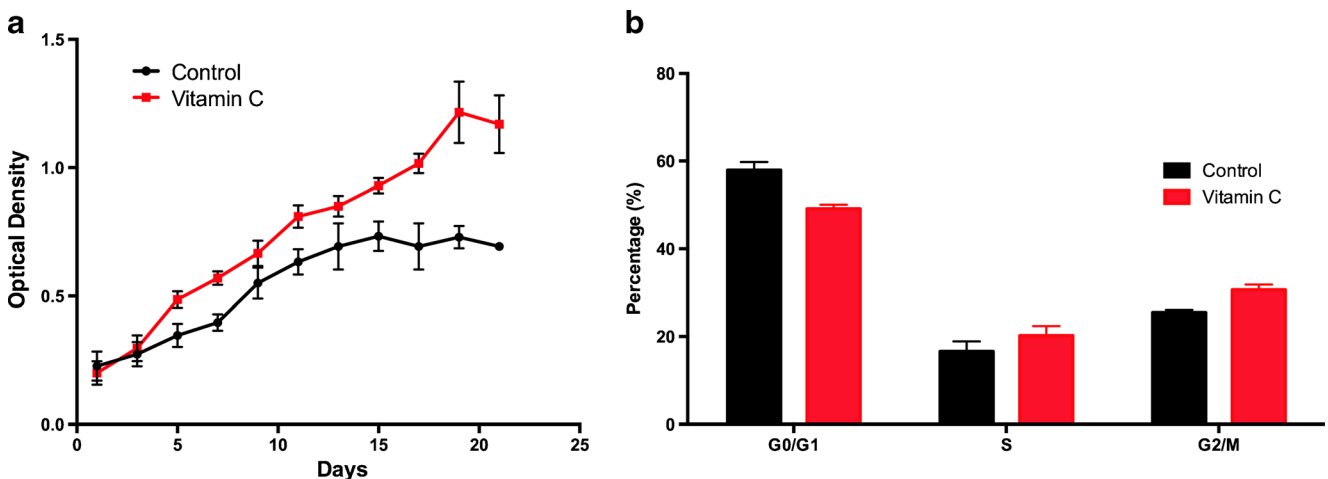 a
1.5
1.0
0.5
0.0
Optical Density
Control
Vitamin C
0 5 10 15 20 25
Days
b
80
60
40
20
0
Percentage (%)
Control
Vitamin C
G0/G1 S G2/M